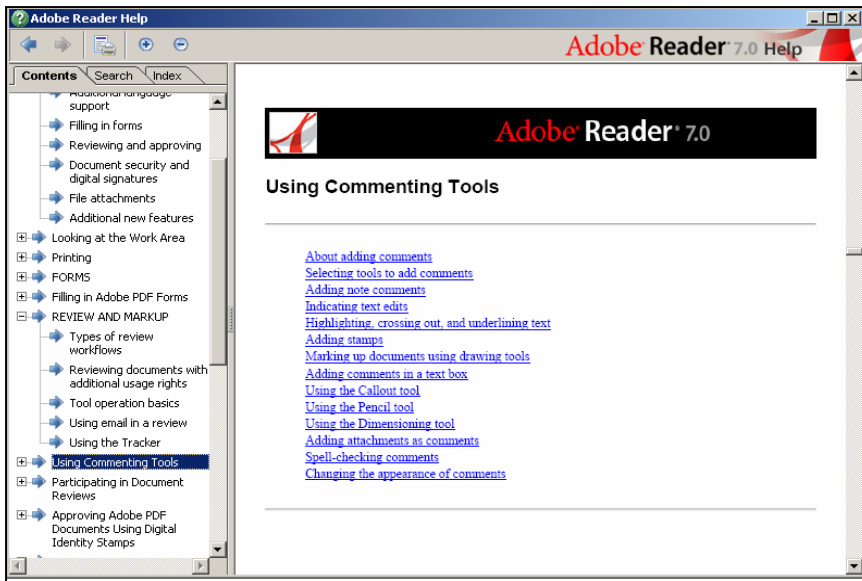 Adobe Reader Help
Adobe Reader 7.0 Help
Contents
Search
Index
support
Filling in forms
Reviewing and approving
Document security and
digital signatures
File attachments
Additional new features
Looking at the Work Area
Printing
FORMS
Filling in Adobe PDF Forms
REVIEW AND MARKUP
Types of review
workflows
Reviewing documents with
additional usage rights
Tool operation basics
Using email in a review
Using the Tracker
Using Commenting Tools
Participating in Document
Reviews
Approving Adobe PDF
Documents Using Digital
Identity Stamps
Adobe Reader 7.0
Using Commenting Tools
About adding comments
Selecting tools to add comments
Adding note comments
Indicating text edits
Highlighting, crossing out, and underlining text
Adding stamps
Marking up documents using drawing tools
Adding comments in a text box
Using the Callout tool
Using the Pencil tool
Using the Dimensioning tool
Adding attachments as comments
Spell-checking comments
Changing the appearance of comments